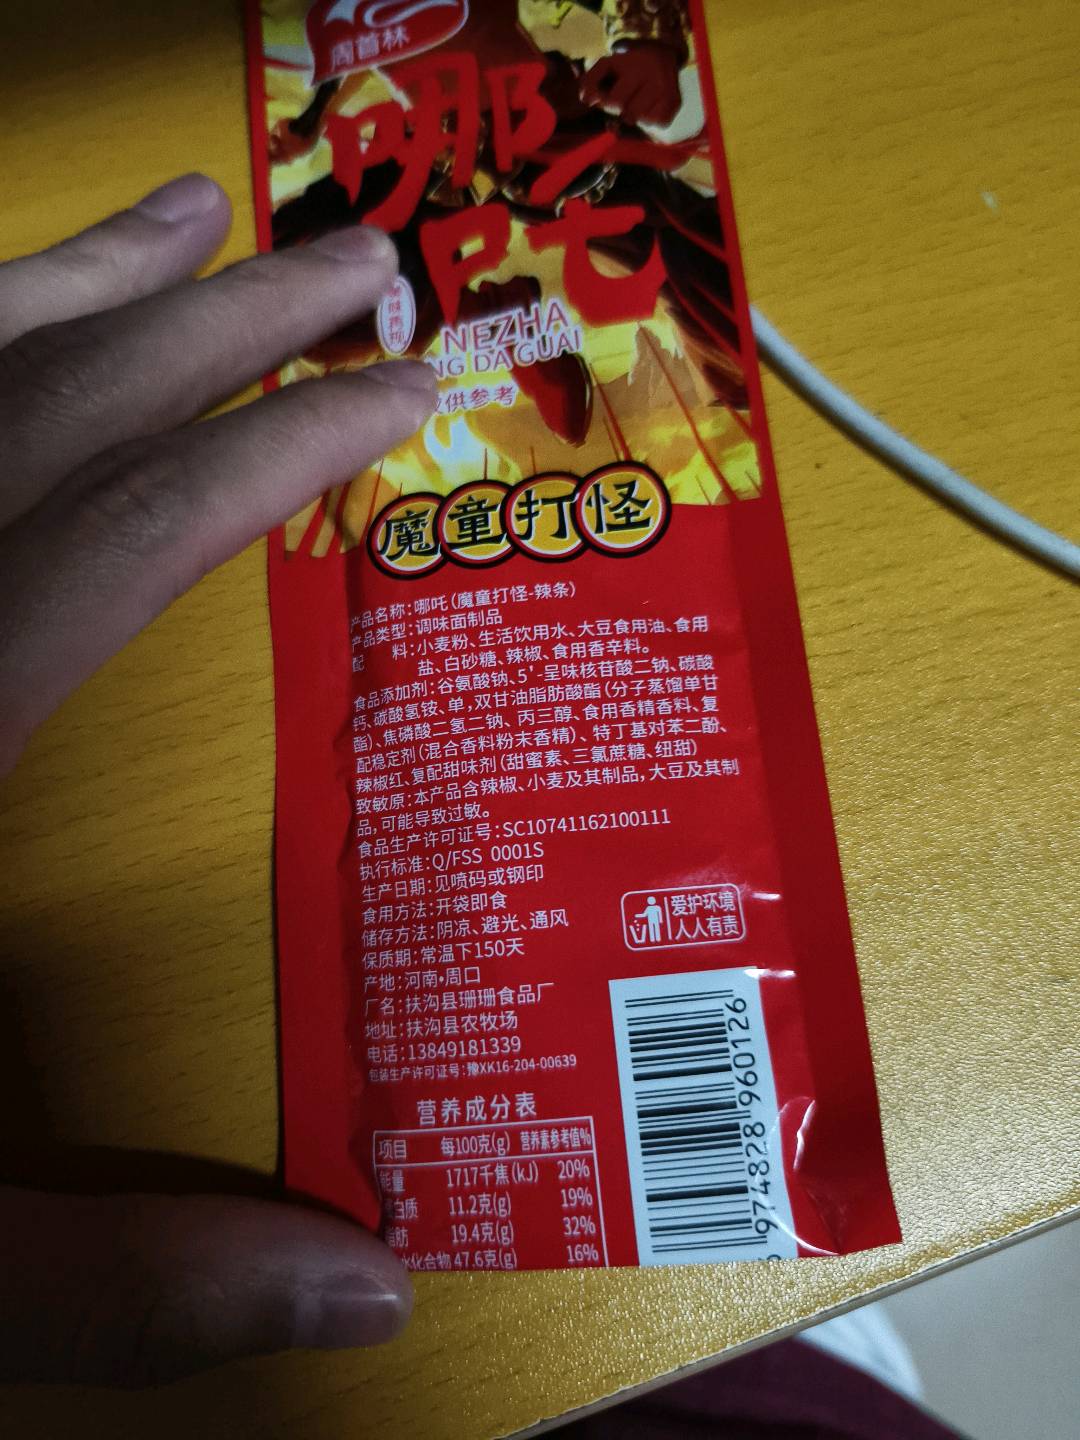 周首林
哪吒
美味再现
NEZHA
NG DA GUAI
仅供参考
魔童打怪
产品名称:哪吒(魔童打怪-辣条)
产品类型:调味面制品
配 料:小麦粉、生活饮用水、大豆食用油、食用
盐、白砂糖、辣椒、食用香辛料。
食品添加剂:谷氨酸钠、5'-呈味核苷酸二钠、碳酸
钙、碳酸氢铵、单,双甘油脂肪酸酯(分子蒸馏单甘
酯)、焦磷酸二氢二钠、丙三醇、食用香精香料、复
配稳定剂(混合香料粉末香精)、特丁基对苯二酚、
辣椒红、复配甜味剂(甜蜜素、三氯蔗糖、纽甜)
致敏原:本产品含辣椒、小麦及其制品,大豆及其制
品,可能导致过敏。
食品生产许可证号:SC10741162100111
执行标准:Q/FSS 0001S
生产日期:见喷码或钢印
食用方法:开袋即食
储存方法:阴凉、避光、通风
保质期:常温下150天
产地:河南•周口
厂名:扶沟县珊珊食品厂
地址:扶沟县农牧场
电话:13849181339
包装生产许可证号:豫XK16-204-00639
爱护环境
人人有责
营养成分表
项目 每100克(g) 营养素参考值%
能量 1717千焦(kJ) 20%
白质 11.2克(g) 19%
脂肪 19.4克(g) 32%
水化合物 47.6克(g) 16%
974828 960126